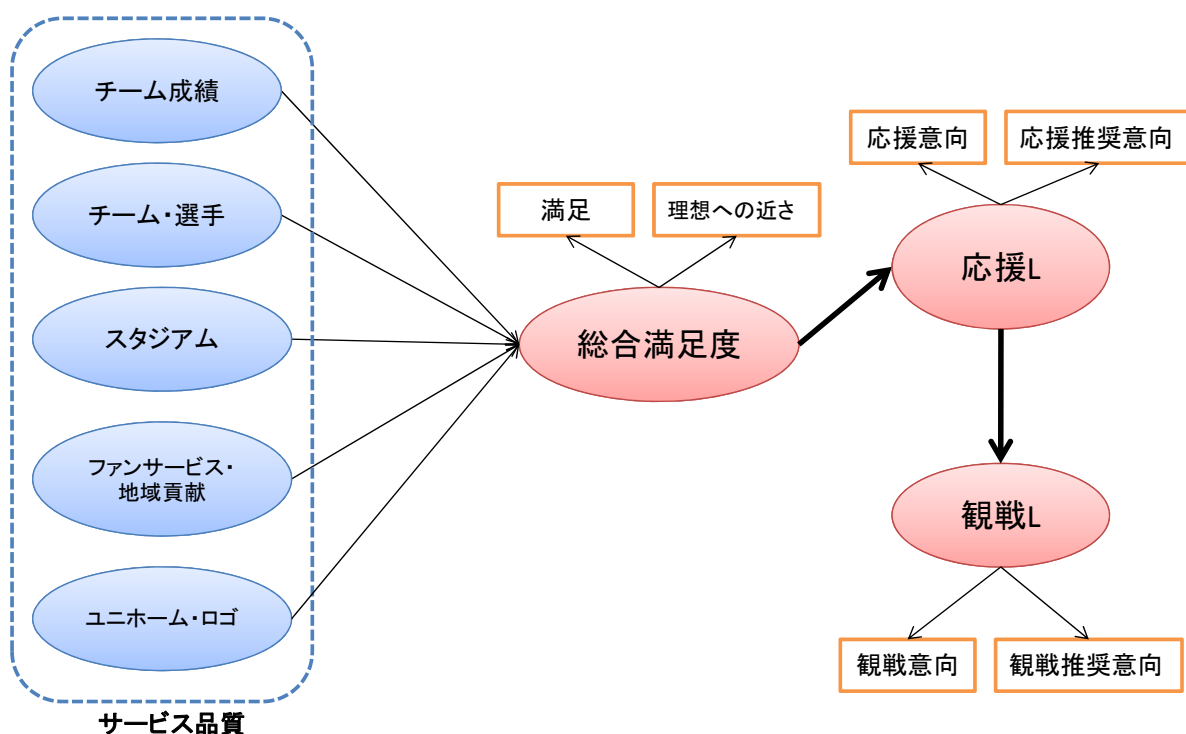 チーム成績
チーム・選手
スタジアム
ファンサービス・
地域貢献
ユニホーム・ロゴ
サービス品質
満足
理想への近さ
総合満足度
応援意向
応援推奨意向
応援L
観戦L
観戦意向
観戦推奨意向